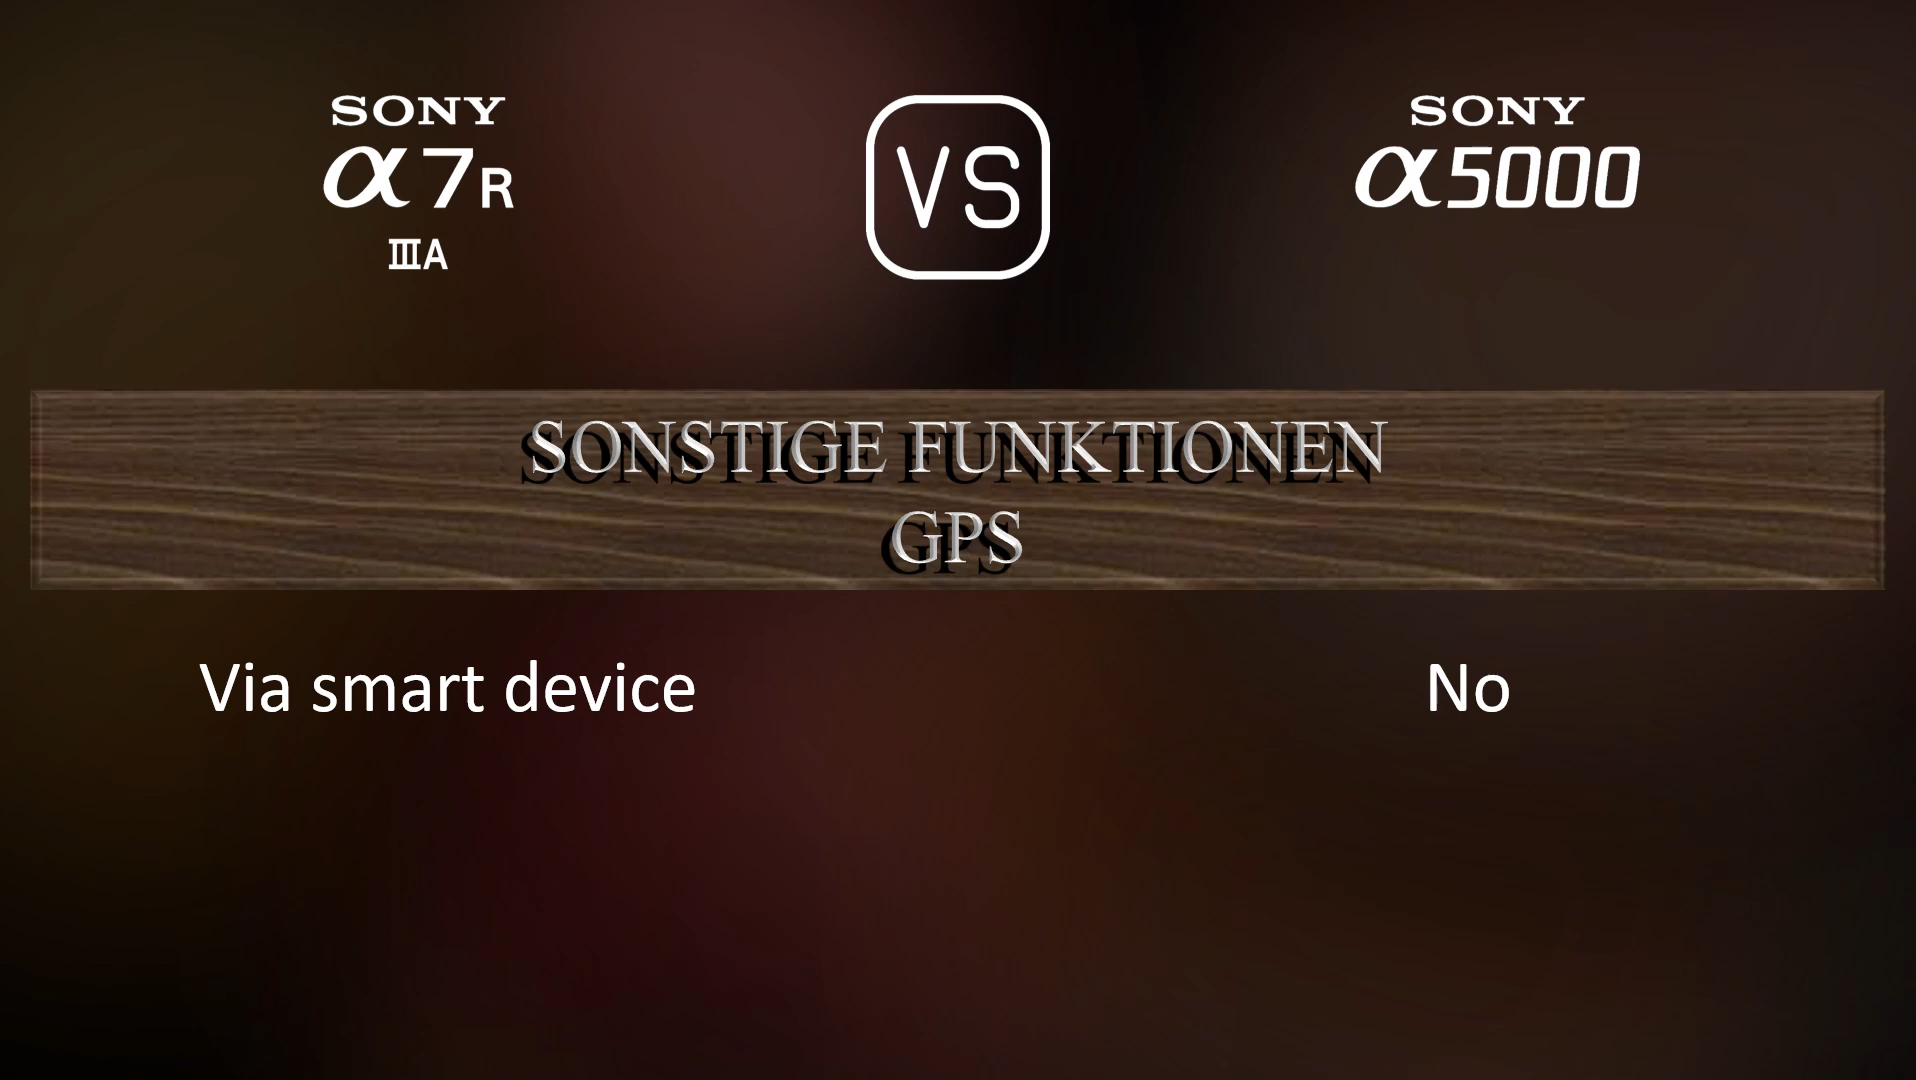 SONY
α7R
IIIA
VS
SONY
α5000
SONSTIGE FUNKTIONEN
GPS
Via smart device
No